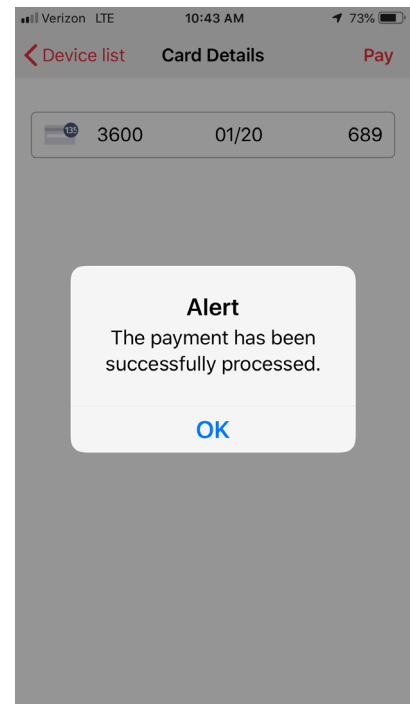 Verizon LTE 10:43 AM 73%
Device list Card Details Pay
135 3600 01/20 689
Alert
The payment has been
successfully processed.
OK